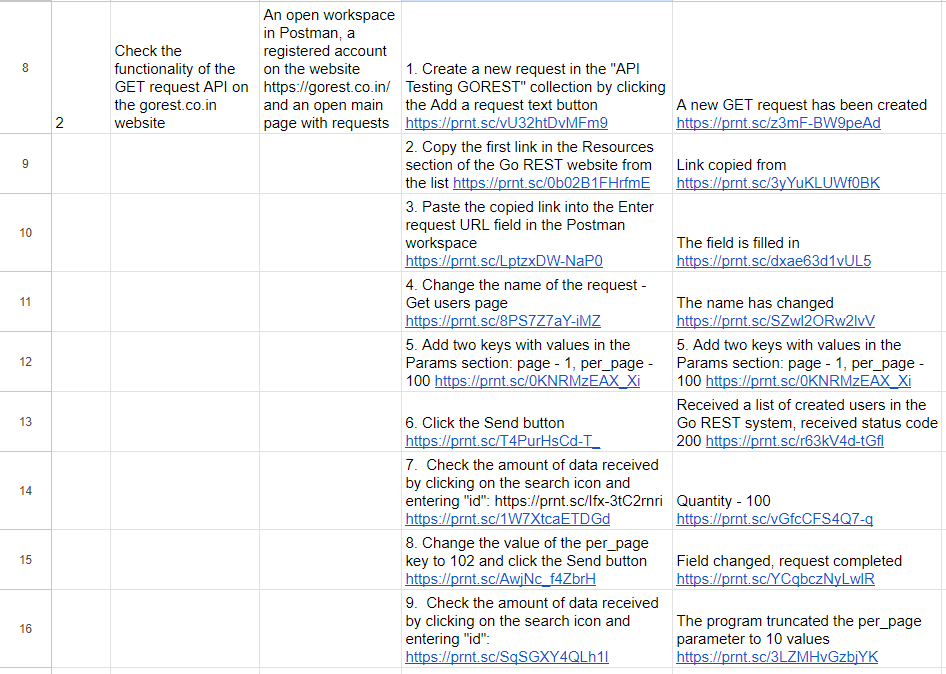 8
2
Check the
functionality of the
GET request API on
the gorest.co.in
website
An open workspace
in Postman, a
registered account
on the website
https://gorest.co.in/
and an open main
page with requests
1. Create a new request in the "API
Testing GOREST" collection by clicking
the Add a request text button
https://prnt.sc/vU32htDvMFm9
A new GET request has been created
https://prnt.sc/z3mF-BW9peAd
9
2. Copy the first link in the Resources
section of the Go REST website from
the list https://prnt.sc/0b02B1FHrfmE
Link copied from
https://prnt.sc/3yYuKLUWf0BK
10
3. Paste the copied link into the Enter
request URL field in the Postman
workspace
https://prnt.sc/LptzxDW-NaP0
The field is filled in
https://prnt.sc/dxae63d1vUL5
11
4. Change the name of the request -
Get users page
https://prnt.sc/8PS7Z7aY-iMZ
The name has changed
https://prnt.sc/SZwI2ORw2IvV
12
5. Add two keys with values in the
Params section: page - 1, per_page -
100 https://prnt.sc/0KNRMzEAX_Xi
5. Add two keys with values in the
Params section: page - 1, per_page -
100 https://prnt.sc/0KNRMzEAX_Xi
13
6. Click the Send button
https://prnt.sc/T4PurHsCd-T_
Received a list of created users in the
Go REST system, received status code
200 https://prnt.sc/r63kV4d-tGfl
14
7.  Check the amount of data received
by clicking on the search icon and
entering "id": https://prnt.sc/Ifx-3tC2rnri
https://prnt.sc/1W7XtcaETDGd
Quantity - 100
https://prnt.sc/vGfcCFS4Q7-q
15
8. Change the value of the per_page
key to 102 and click the Send button
https://prnt.sc/AwjNc_f4ZbrH
Field changed, request completed
https://prnt.sc/YCqbczNyLwIR
16
9.  Check the amount of data received
by clicking on the search icon and
entering "id":
https://prnt.sc/SqSGXY4QLh1I
The program truncated the per_page
parameter to 10 values
https://prnt.sc/3LZMHvGzbjYK